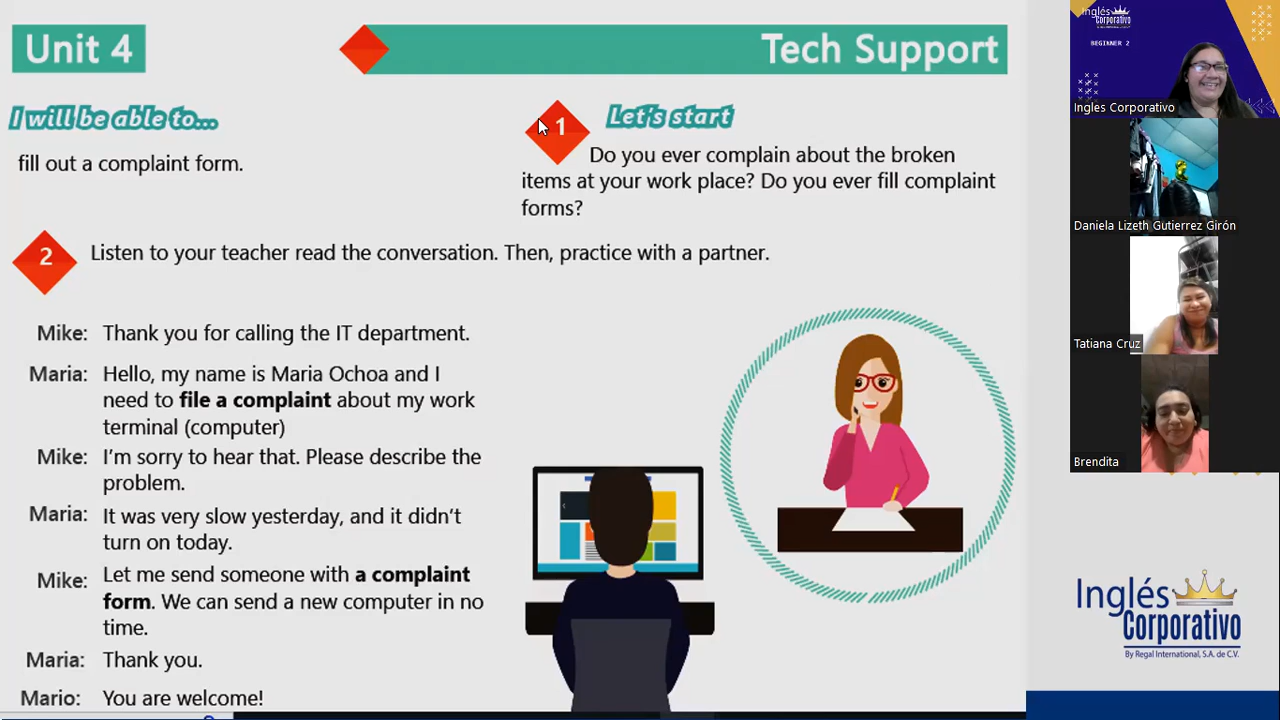 Unit 4
Tech Support
I will be able to...
fill out a complaint form.
1
Let's start
Do you ever complain about the broken
items at your work place? Do you ever fill complaint
forms?
2
Listen to your teacher read the conversation. Then, practice with a partner.
Mike: Thank you for calling the IT department.
Maria: Hello, my name is Maria Ochoa and I
need to file a complaint about my work
terminal (computer)
Mike: I'm sorry to hear that. Please describe the
problem.
Maria: It was very slow yesterday, and it didn't
turn on today.
Mike: Let me send someone with a complaint
form. We can send a new computer in no
time.
Maria: Thank you.
Mario: You are welcome!
Inglés
Corporativo
BEGINNER 2
Ingles Corporativo
Daniela Lizeth Gutierrez Girón
Tatiana Cruz
Brendita
Inglés
Corporativo
By Regal International, S.A. de C.V.